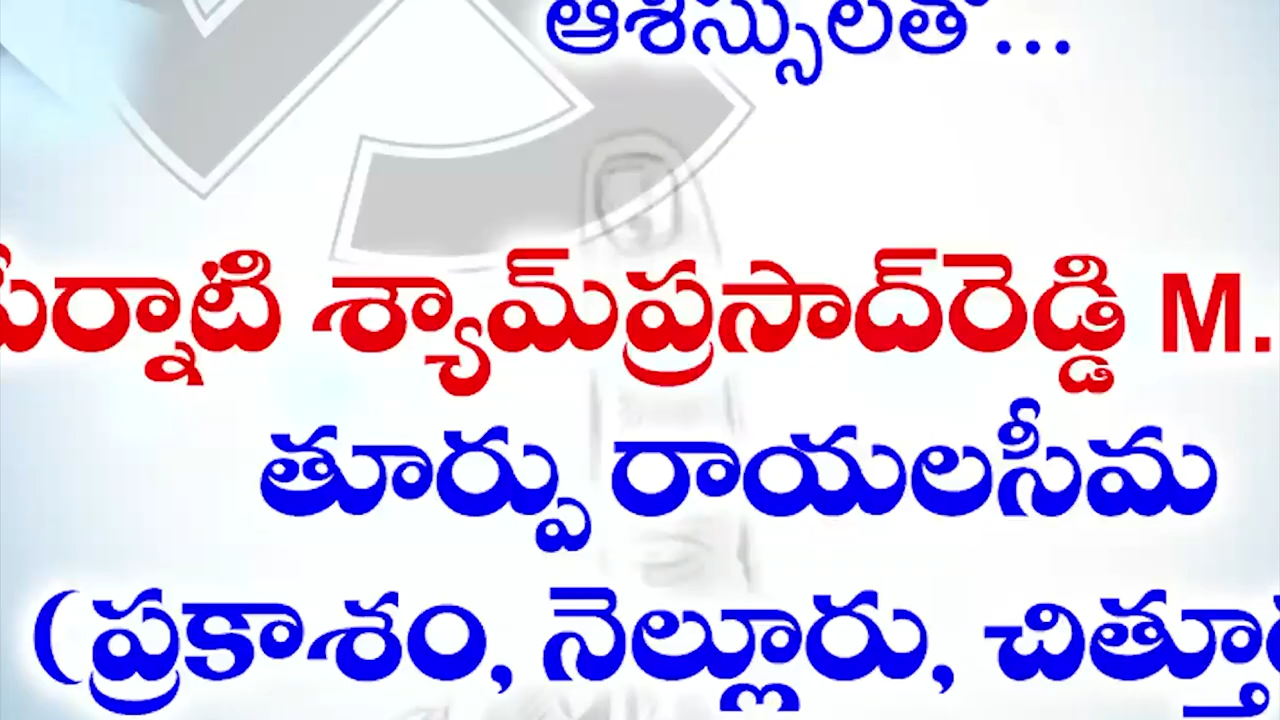 ఆశీస్సులతో...
పేర్నాటి శ్యామ్‌ప్రసాద్‌రెడ్డి M.
తూర్పు రాయలసీమ
(ప్రకాశం, నెల్లూరు, చిత్తూ